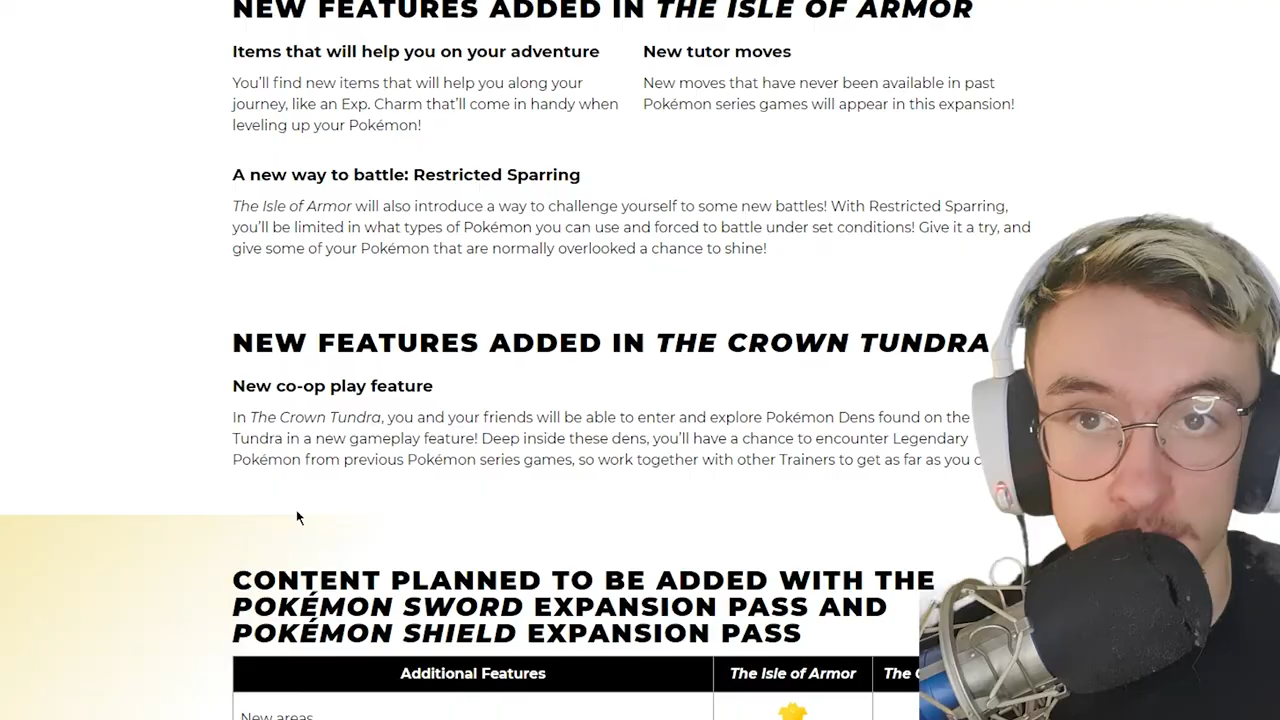 NEW FEATURES ADDED IN THE ISLE OF ARMOR
Items that will help you on your adventure
You'll find new items that will help you along your
journey, like an Exp. Charm that'll come in handy when
leveling up your Pokémon!
New tutor moves
New moves that have never been available in past
Pokémon series games will appear in this expansion!
A new way to battle: Restricted Sparring
The Isle of Armor will also introduce a way to challenge yourself to some new battles! With Restricted Sparring,
you'll be limited in what types of Pokémon you can use and forced to battle under set conditions! Give it a try, and
give some of your Pokémon that are normally overlooked a chance to shine!
NEW FEATURES ADDED IN THE CROWN TUNDRA
New co-op play feature
In The Crown Tundra, you and your friends will be able to enter and explore Pokémon Dens found on the
Tundra in a new gameplay feature! Deep inside these dens, you'll have a chance to encounter Legendary
Pokémon from previous Pokémon series games, so work together with other Trainers to get as far as you
CONTENT PLANNED TO BE ADDED WITH THE
POKÉMON SWORD EXPANSION PASS AND
POKÉMON SHIELD EXPANSION PASS
Additional Features
The Isle of Armor
The
New areas